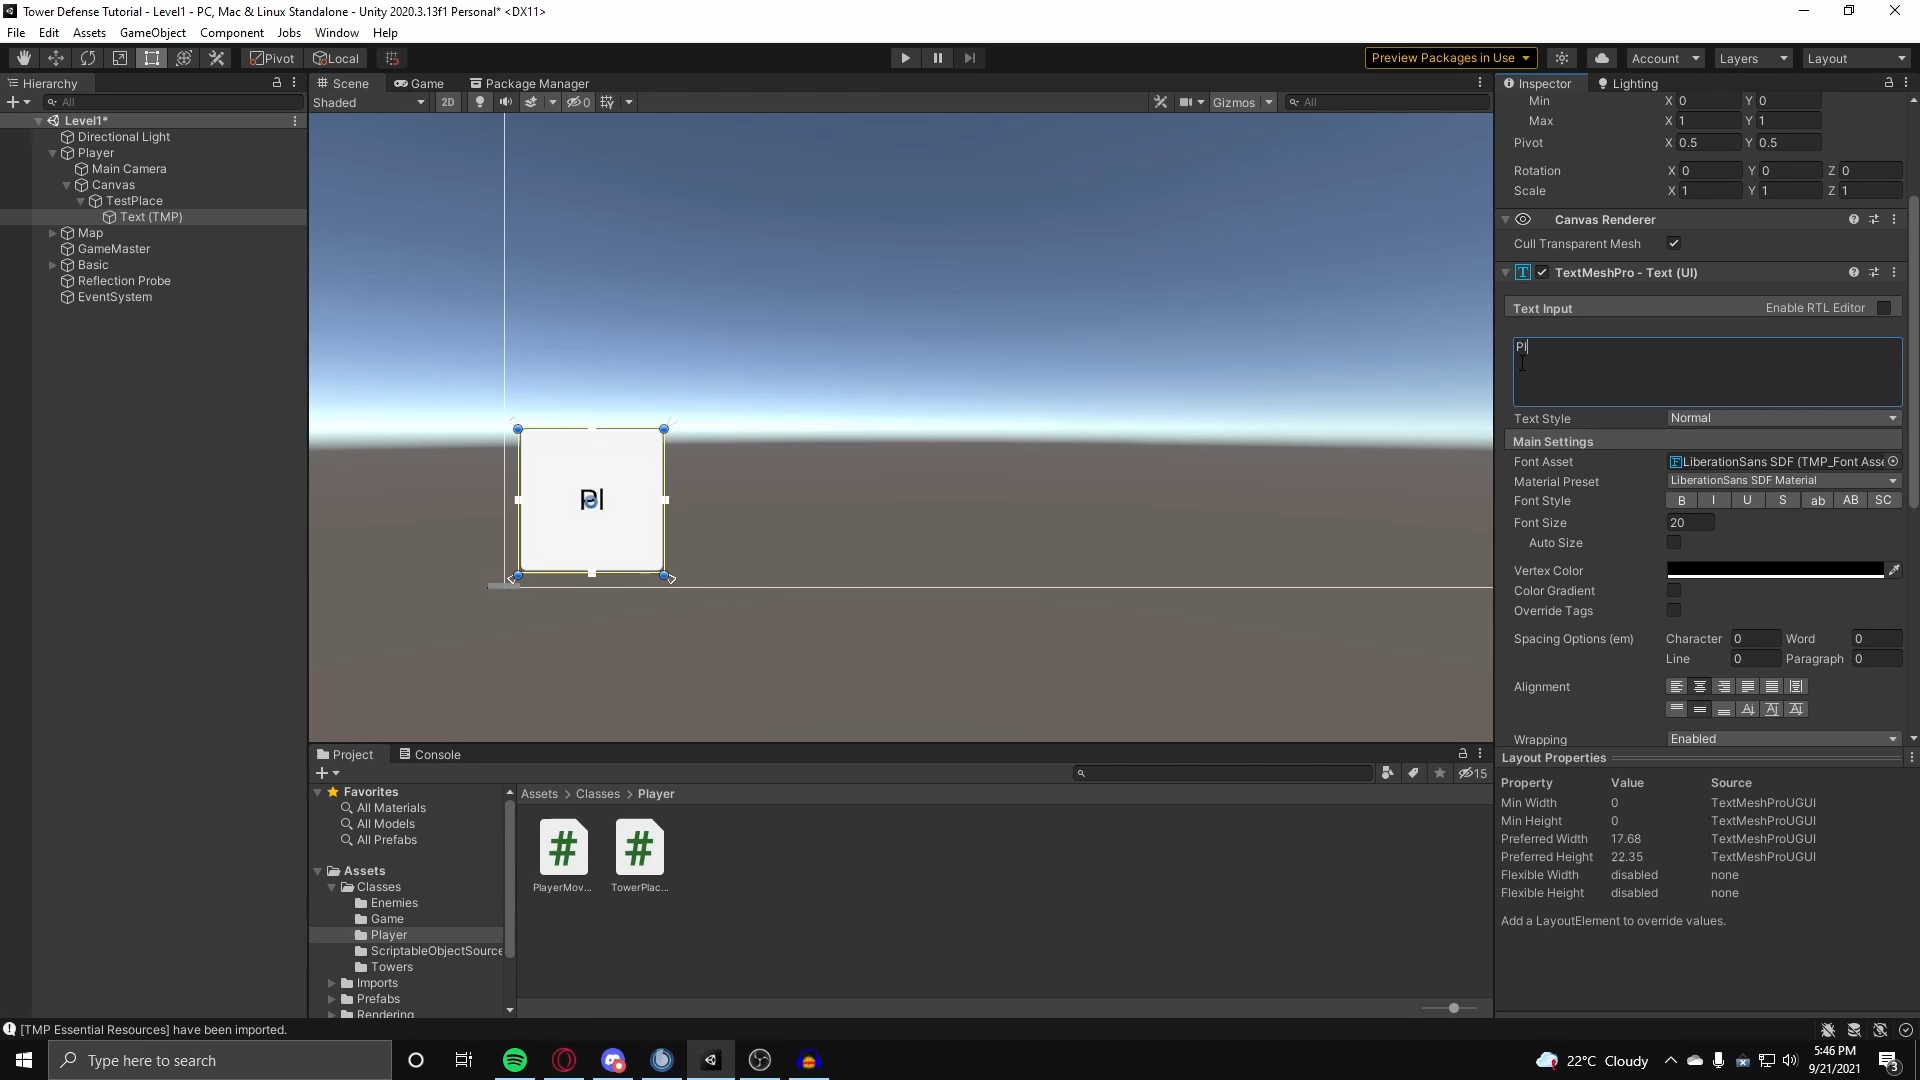 Tower Defense Tutorial - Level1 - PC, Mac & Linux Standalone - Unity 2020.3.13f1 Personal* <DX11>
File Edit Assets GameObject Component Jobs Window Help
Pivot Local Preview Packages in Use Account Layers Layout
Hierarchy
All
Level1*
Directional Light
Player
Main Camera
Canvas
TestPlace
Text (TMP)
Map
GameMaster
Basic
Reflection Probe
EventSystem
Scene Game Package Manager
Shaded 2D 0 Gizmos All
Pl
Inspector Lighting
Min X 0 Y 0
Max X 1 Y 1
Pivot X 0.5 Y 0.5
Rotation X 0 Y 0 Z 0
Scale X 1 Y 1 Z 1
Canvas Renderer
Cull Transparent Mesh
TextMeshPro - Text (UI)
Text Input Enable RTL Editor
Pl
Text Style Normal
Main Settings
Font Asset LiberationSans SDF (TMP_Font Asse
Material Preset LiberationSans SDF Material
Font Style B I U S ab AB SC
Font Size 20
Auto Size
Vertex Color
Color Gradient
Override Tags
Spacing Options (em) Character 0 Word 0
Line 0 Paragraph 0
Alignment
Wrapping Enabled
Layout Properties
Property Value Source
Min Width 0 TextMeshProUGUI
Min Height 0 TextMeshProUGUI
Preferred Width 17.68 TextMeshProUGUI
Preferred Height 22.35 TextMeshProUGUI
Flexible Width disabled none
Flexible Height disabled none
Add a LayoutElement to override values.
Project Console
15
Favorites
All Materials
All Models
All Prefabs
Assets
Classes
Enemies
Game
Player
ScriptableObjectSource
Towers
Imports
Prefabs
Rendering
Assets > Classes > Player
PlayerMov... TowerPlac...
[TMP Essential Resources] have been imported.
Type here to search
22°C Cloudy
5:46 PM
9/21/2021
3